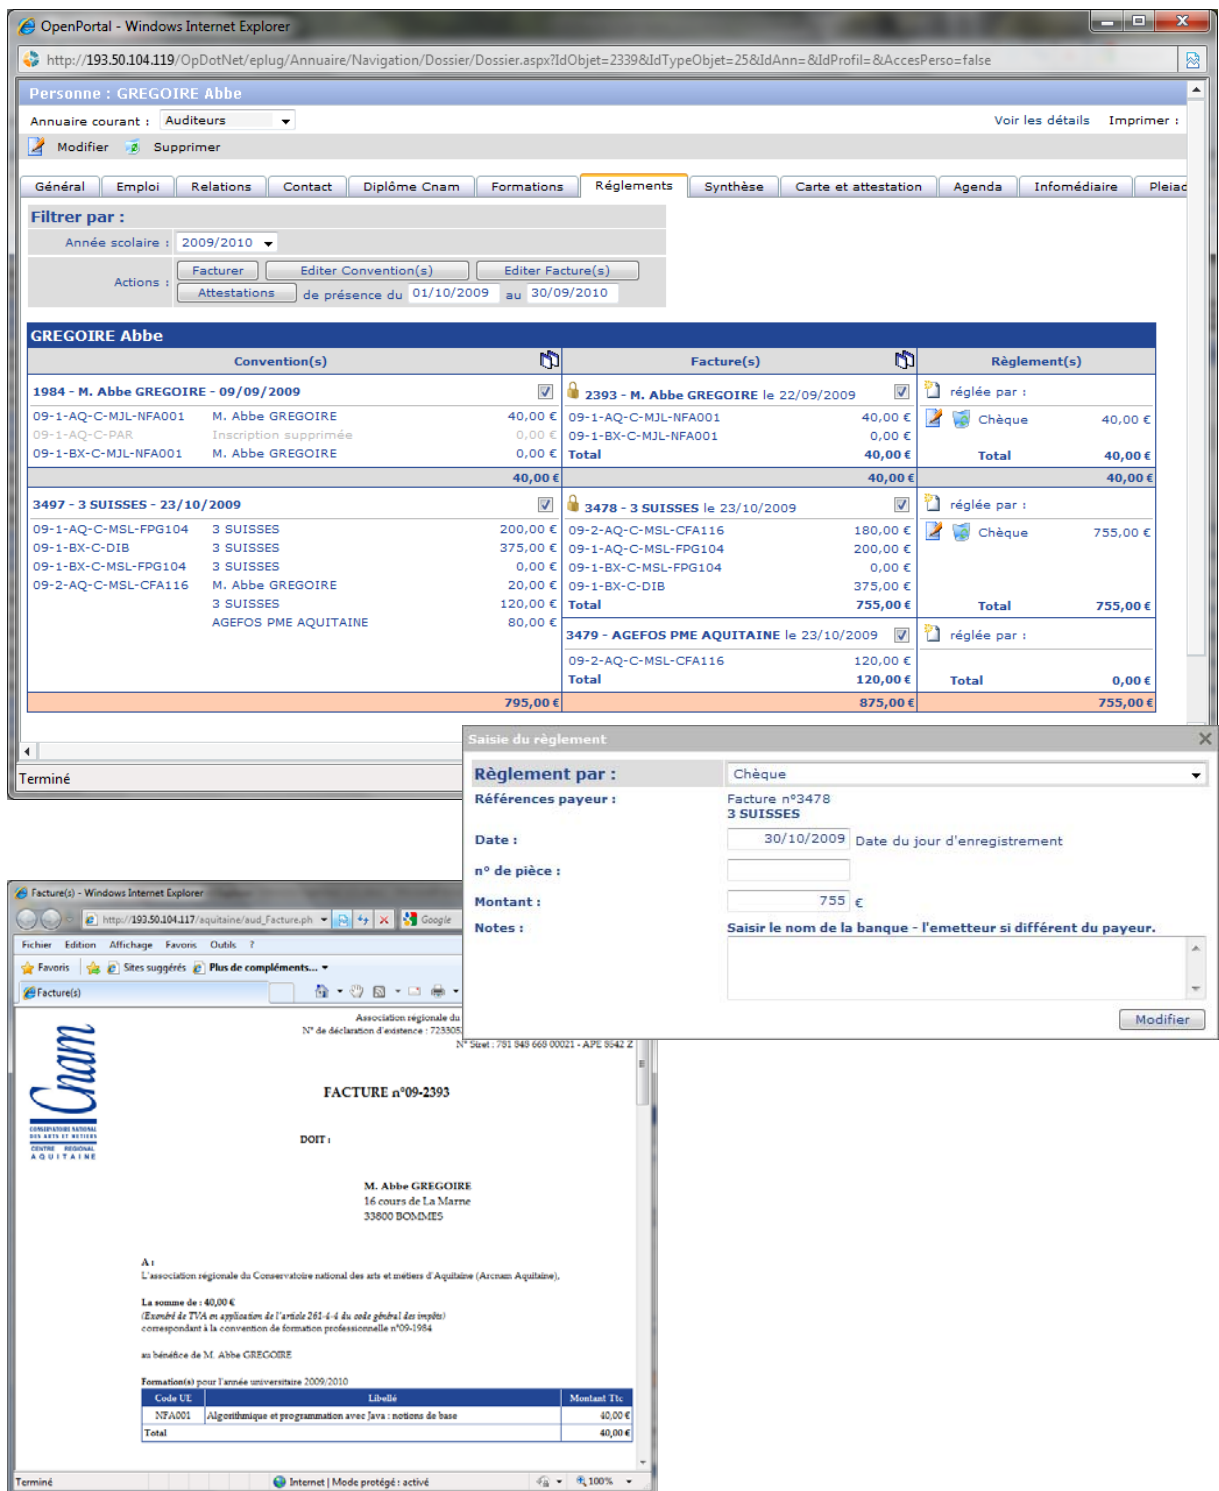 OpenPortal - Windows Internet Explorer
http://193.50.104.119/OpDotNet/eplug/Annuaire/Navigation/Dossier/Dossier.aspx?IdObjet=2339&IdTypeObjet=25&IdAnn=&IdProfil=&AccesPerso=false
Personne : GREGOIRE Abbe
Annuaire courant : Auditeurs Voir les détails Imprimer :
Modifier Supprimer
Général Emploi Relations Contact Diplôme Cnam Formations Réglements Synthèse Carte et attestation Agenda Infomédiaire Pleiad
Filtrer par :
Année scolaire : 2009/2010
Actions : Facturer Editer Convention(s) Editer Facture(s)
Attestations de présence du 01/10/2009 au 30/09/2010
GREGOIRE Abbe
Convention(s) Facture(s) Règlement(s)
1984 - M. Abbe GREGOIRE - 09/09/2009 2393 - M. Abbe GREGOIRE le 22/09/2009 réglée par :
09-1-AQ-C-MJL-NFA001 M. Abbe GREGOIRE 40,00 € 09-1-AQ-C-MJL-NFA001 40,00 € Chèque 40,00 €
09-1-AQ-C-PAR Inscription supprimée 0,00 € 09-1-BX-C-MJL-NFA001 0,00 €
09-1-BX-C-MJL-NFA001 M. Abbe GREGOIRE 0,00 € Total 40,00 € Total 40,00 €
40,00 € 40,00 € 40,00 €
3497 - 3 SUISSES - 23/10/2009 3478 - 3 SUISSES le 23/10/2009 réglée par :
09-1-AQ-C-MSL-FPG104 3 SUISSES 200,00 € 09-2-AQ-C-MSL-CFA116 180,00 € Chèque 755,00 €
09-1-BX-C-DIB 3 SUISSES 375,00 € 09-1-AQ-C-MSL-FPG104 200,00 €
09-1-BX-C-MSL-FPG104 3 SUISSES 0,00 € 09-1-BX-C-MSL-FPG104 0,00 €
09-2-AQ-C-MSL-CFA116 M. Abbe GREGOIRE 20,00 € 09-1-BX-C-DIB 375,00 €
3 SUISSES 120,00 € Total 755,00 € Total 755,00 €
AGEFOS PME AQUITAINE 80,00 €
3479 - AGEFOS PME AQUITAINE le 23/10/2009 réglée par :
09-2-AQ-C-MSL-CFA116 120,00 €
Total 120,00 € Total 0,00 €
795,00 € 875,00 € 755,00 €
Terminé
Saisie du règlement
Règlement par : Chèque
Références payeur : Facture n°3478
3 SUISSES
Date : 30/10/2009 Date du jour d'enregistrement
n° de pièce :
Montant : 755 €
Notes : Saisir le nom de la banque - l'emetteur si différent du payeur.
Modifier
Facture(s) - Windows Internet Explorer
http://193.50.104.117/aquitaine/aud_Facture.ph Google
Fichier Edition Affichage Favoris Outils ?
Favoris Sites suggérés Plus de compléments...
Facture(s)
Association régionale du
N° de déclaration d'existence : 723305
N° Siret : 781 848 668 00021 - APE 8542 Z
Cnam
CONSERVATOIRE NATIONAL
DES ARTS ET METIERS
CENTRE REGIONAL
AQUITAINE
FACTURE n°09-2393
DOIT :
M. Abbe GREGOIRE
16 cours de La Marne
33800 BOMMES
A :
L'association régionale du Conservatoire national des arts et métiers d'Aquitaine (Arcnam Aquitaine),
La somme de : 40,00 €
(Exonéré de TVA en application de l'article 261-4-4 du code général des impôts)
correspondant à la convention de formation professionnelle n°09-1984
au bénéfice de M. Abbe GREGOIRE
Formation(s) pour l'année universitaire 2009/2010
Code UE Libellé Montant Ttc
NFA001 Algorithmique et programmation avec Java : notions de base 40,00 €
Total 40,00 €
Terminé Internet | Mode protégé : activé 100%